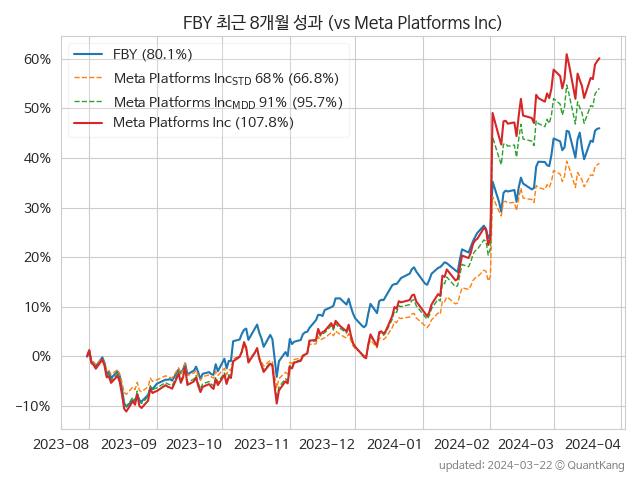 FBY 최근 8개월 성과 (vs Meta Platforms Inc)
FBY (80.1%)
Meta Platforms IncSTD 68% (66.8%)
Meta Platforms IncMDD 91% (95.7%)
Meta Platforms Inc (107.8%)
60%
50%
40%
30%
20%
10%
0%
−10%
2023-08 2023-09 2023-10 2023-11 2023-12 2024-01 2024-02 2024-03 2024-04
updated: 2024-03-22 © QuantKang